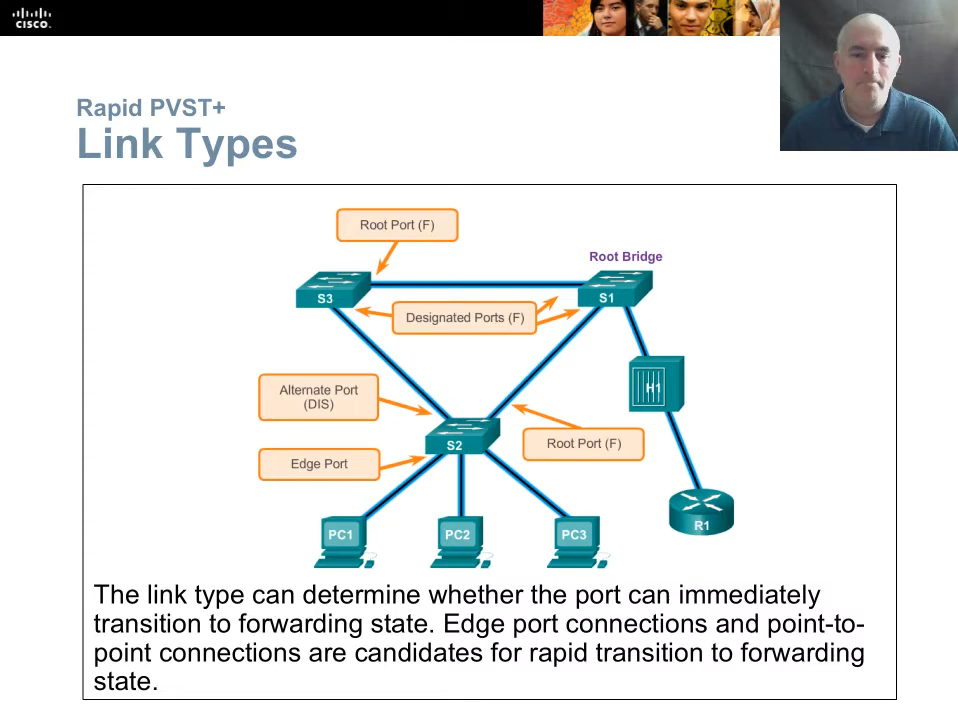 CISCO.
Rapid PVST+
Link Types
Root Port (F)
Root Bridge
S3
S1
Designated Ports (F)
H1
Alternate Port
(DIS)
S2
Root Port (F)
Edge Port
R1
PC1
PC2
PC3
The link type can determine whether the port can immediately
transition to forwarding state. Edge port connections and point-to-
point connections are candidates for rapid transition to forwarding
state.